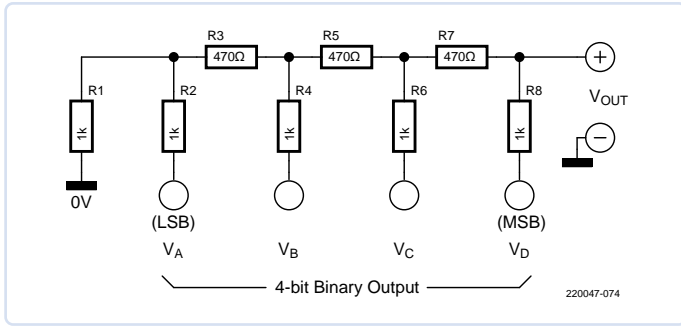 R3 R5 R7
470Ω 470Ω 470Ω
R1 R2 R4 R6 R8
1k 1k 1k 1k 1k
+
VOUT
−
0V
(LSB) (MSB)
VA VB VC VD
4-bit Binary Output
220047-074